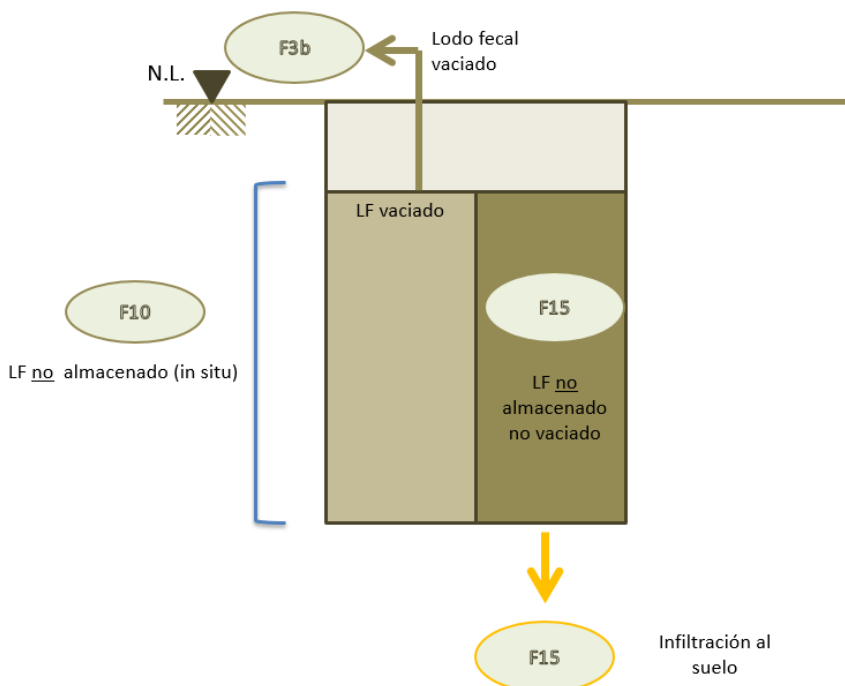 F3b
Lodo fecal
vaciado
N.L.
LF vaciado
F10
F15
LF no almacenado (in situ)
LF no
almacenado
no vaciado
F15
Infiltración al
suelo